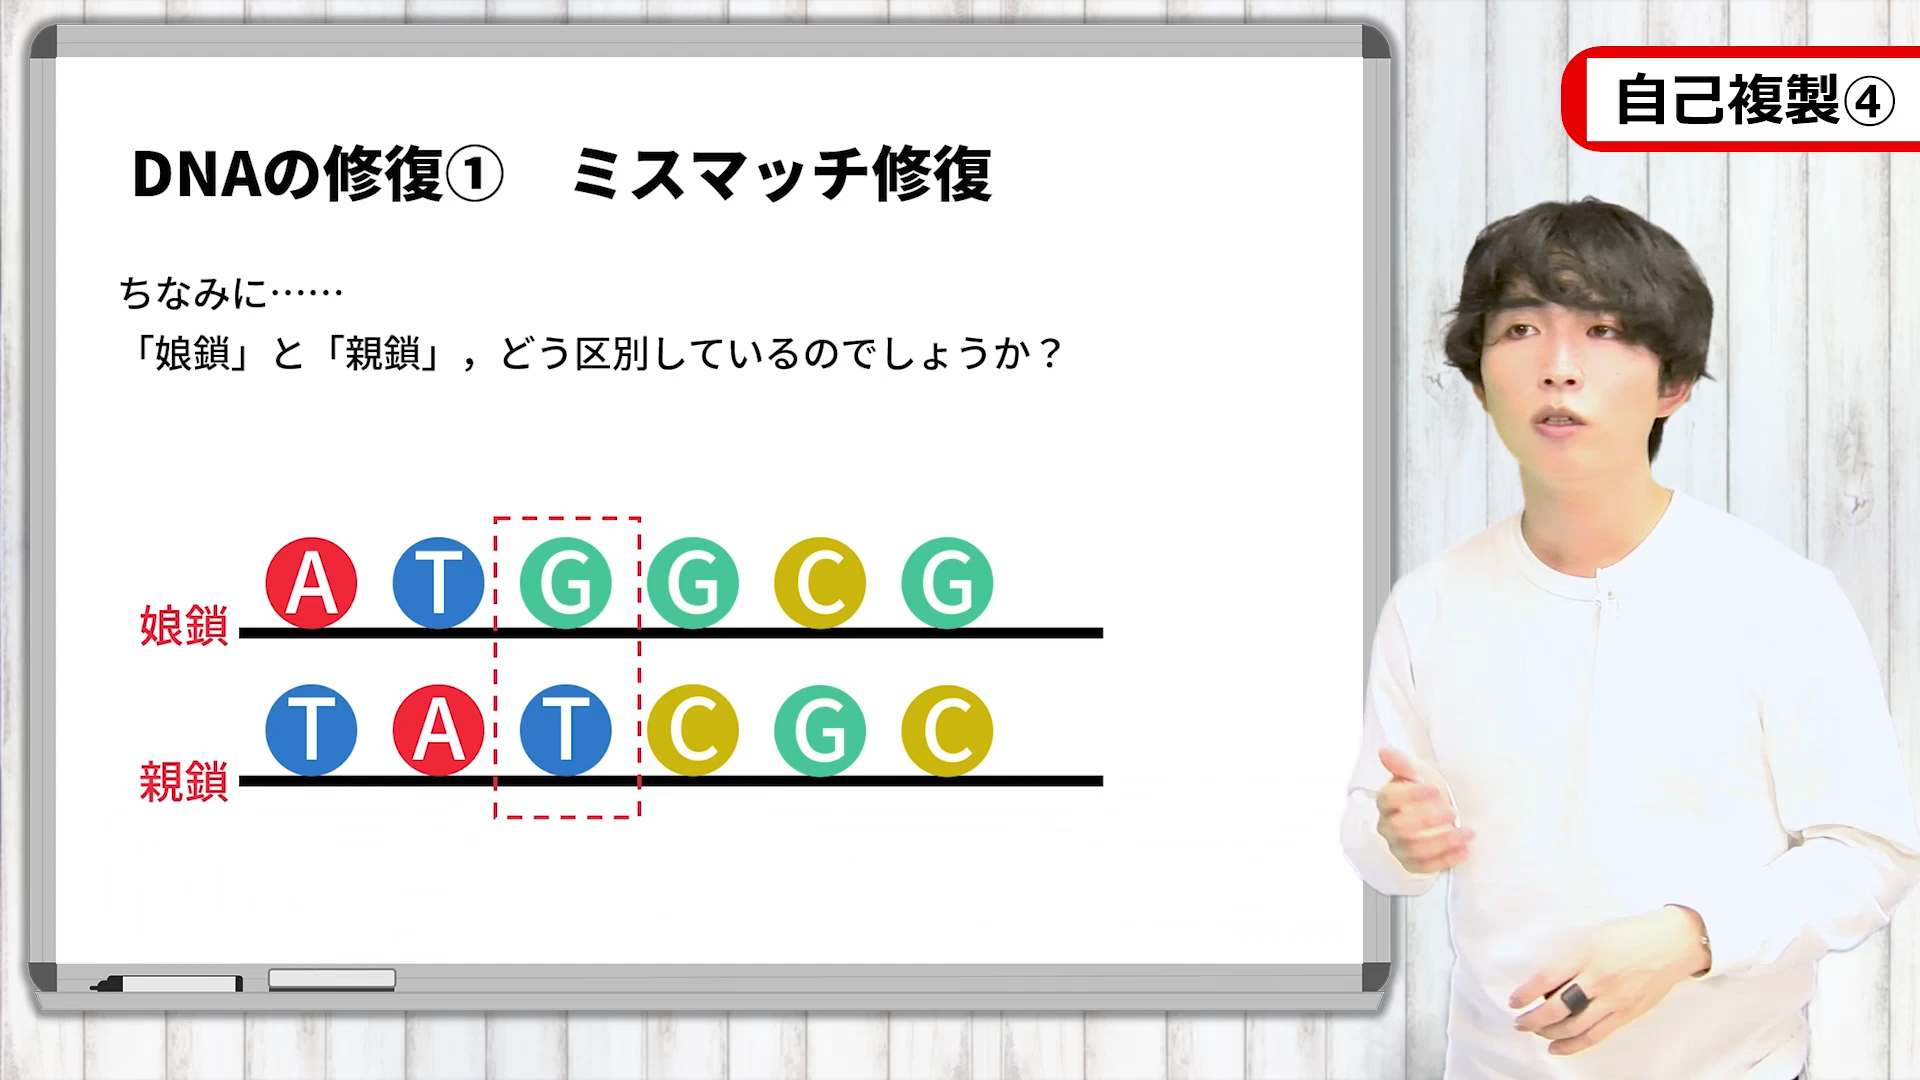 自己複製④
DNAの修復① ミスマッチ修復
ちなみに……
「娘鎖」と「親鎖」，どう区別しているのでしょうか？
A T G G C G
娘鎖
T A T C G C
親鎖